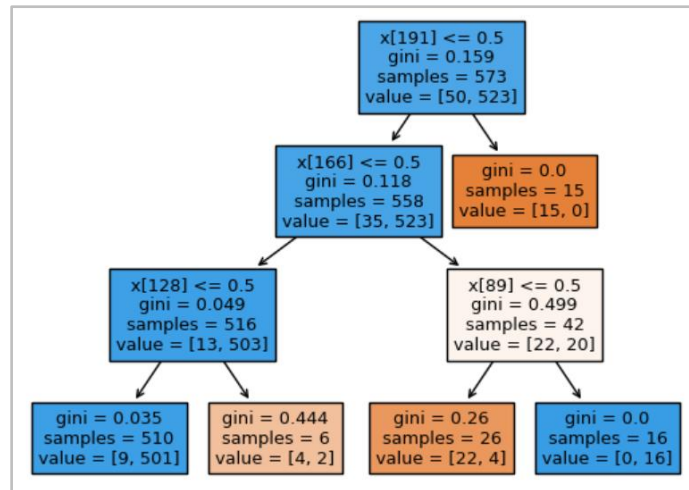 x[191] <= 0.5
gini = 0.159
samples = 573
value = [50, 523]
x[166] <= 0.5
gini = 0.118
samples = 558
value = [35, 523]
gini = 0.0
samples = 15
value = [15, 0]
x[128] <= 0.5
gini = 0.049
samples = 516
value = [13, 503]
x[89] <= 0.5
gini = 0.499
samples = 42
value = [22, 20]
gini = 0.035
samples = 510
value = [9, 501]
gini = 0.444
samples = 6
value = [4, 2]
gini = 0.26
samples = 26
value = [22, 4]
gini = 0.0
samples = 16
value = [0, 16]